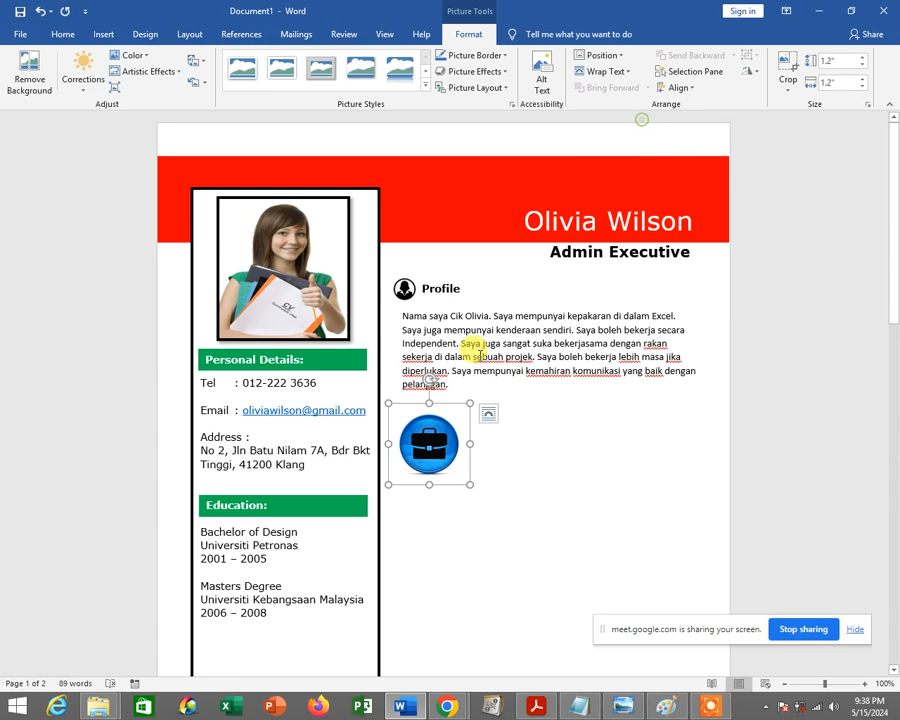 Document1 - Word
Picture Tools
Sign in
File
Home
Insert
Design
Layout
References
Mailings
Review
View
Help
Format
Tell me what you want to do
Share
Remove Background
Corrections
Color
Artistic Effects
Adjust
Picture Styles
Picture Border
Picture Effects
Picture Layout
Alt Text
Accessibility
Position
Wrap Text
Bring Forward
Send Backward
Selection Pane
Align
Arrange
Crop
1.2"
1.2"
Size
Olivia Wilson
Admin Executive
CV
Personal Details:
Tel : 012-222 3636
Email : oliviawilson@gmail.com
Address :
No 2, Jln Batu Nilam 7A, Bdr Bkt
Tinggi, 41200 Klang
Education:
Bachelor of Design
Universiti Petronas
2001 – 2005
Masters Degree
Universiti Kebangsaan Malaysia
2006 – 2008
Profile
Nama saya Cik Olivia. Saya mempunyai kepakaran di dalam Excel.
Saya juga mempunyai kenderaan sendiri. Saya boleh bekerja secara
Independent. Saya juga sangat suka bekerjasama dengan rakan
sekerja di dalam sebuah projek. Saya boleh bekerja lebih masa jika
diperlukan. Saya mempunyai kemahiran komunikasi yang baik dengan
pelanggan.
meet.google.com is sharing your screen.
Stop sharing
Hide
Page 1 of 2
89 words
100%
9:38 PM
5/15/2024